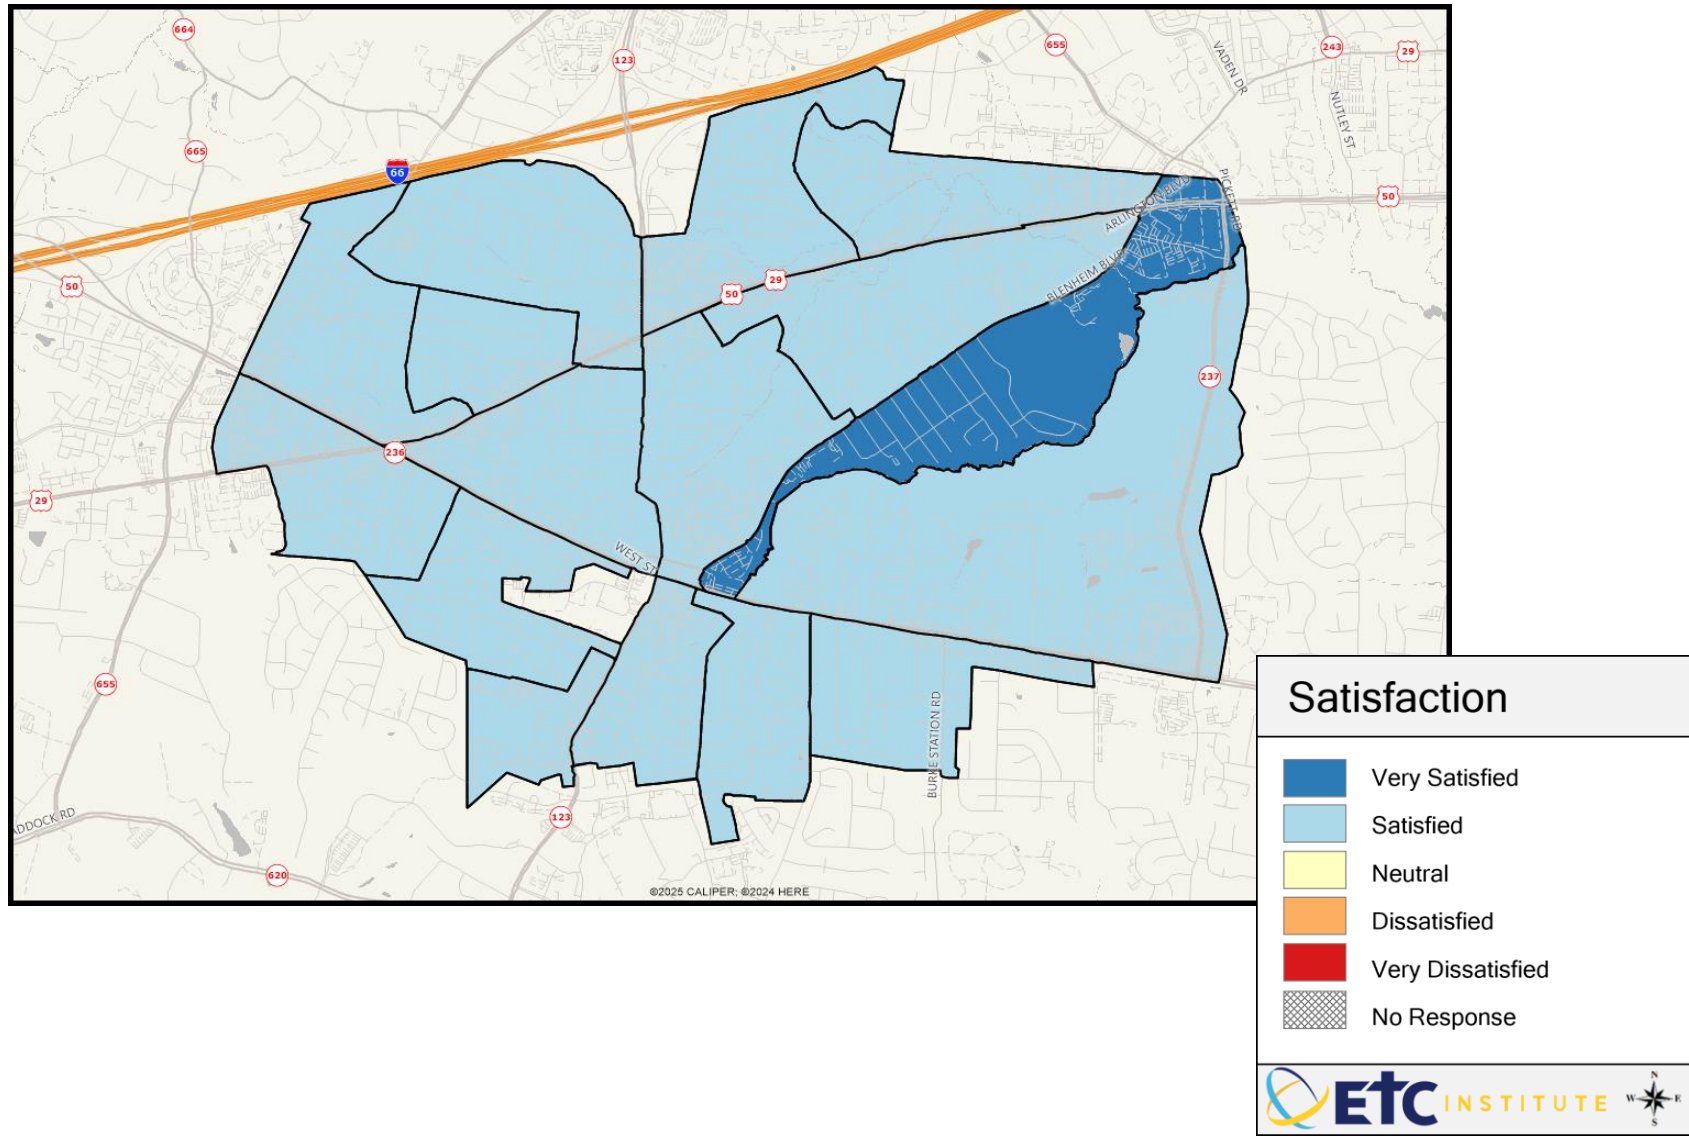 664
123
655
243
29
VADEN DR
NUTLEY ST
665
66
PICKETT RD
50
ARLINGTON BLVD
50
29
50
BLENHEIM BLVD
237
236
29
WEST ST
655
BURKE STATION RD
123
ADDOCK RD
620
©2025 CALIPER; ©2024 HERE
Satisfaction
Very Satisfied
Satisfied
Neutral
Dissatisfied
Very Dissatisfied
No Response
ETC INSTITUTE
N
W E
S